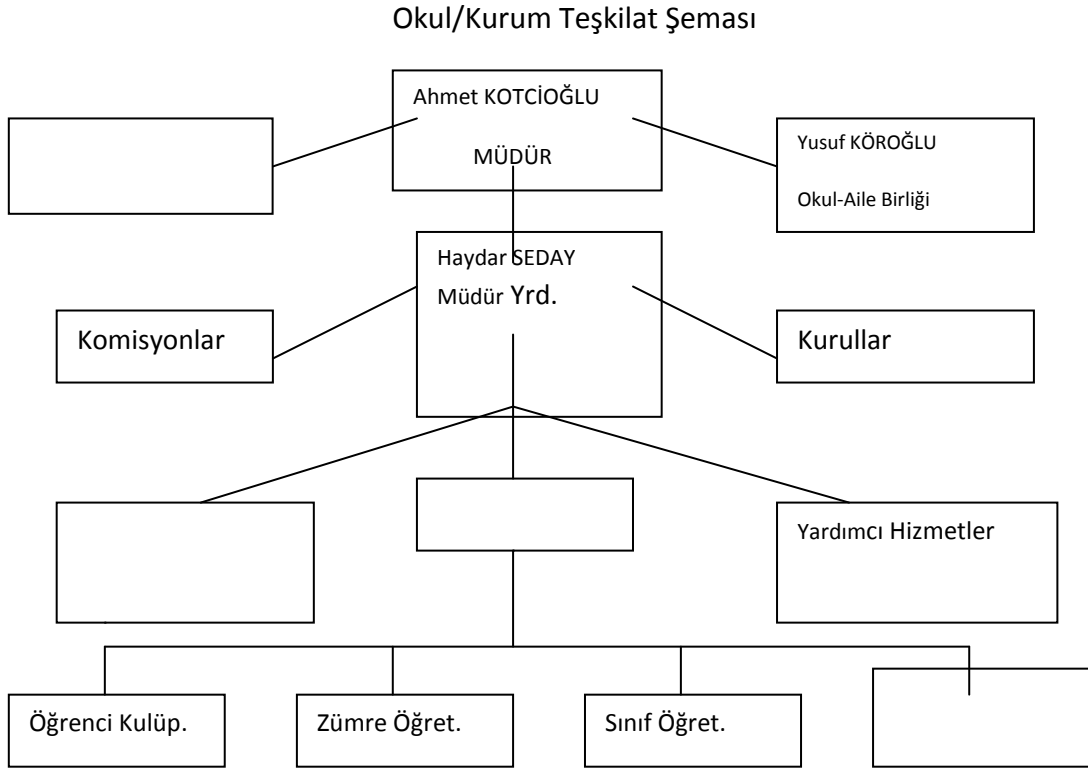 Okul/Kurum Teşkilat Şeması
Ahmet KOTCİOĞLU
MÜDÜR
Yusuf KÖROĞLU
Okul-Aile Birliği
Haydar SEDAY
Müdür Yrd.
Komisyonlar
Kurullar
Yardımcı Hizmetler
Öğrenci Kulüp.
Zümre Öğret.
Sınıf Öğret.